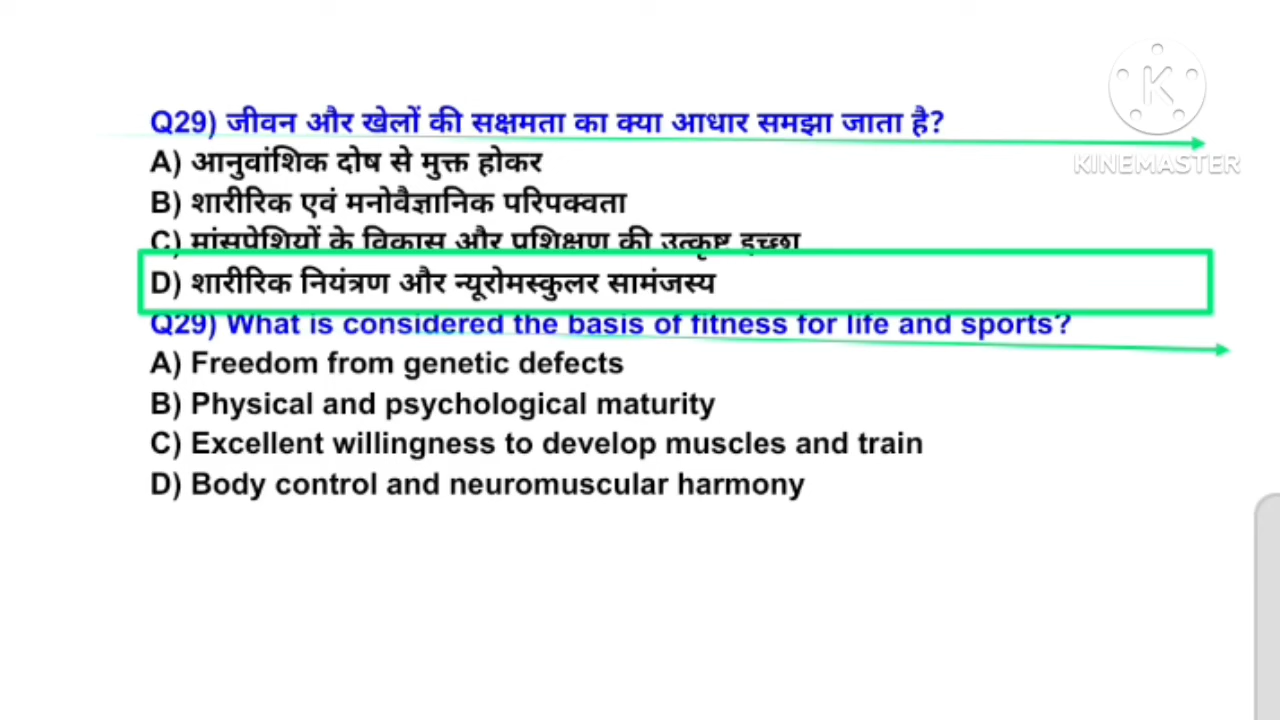 Q29) जीवन और खेलों की सक्षमता का क्या आधार समझा जाता है?
A) आनुवांशिक दोष से मुक्त होकर
B) शारीरिक एवं मनोवैज्ञानिक परिपक्वता
C) मांसपेशियों के विकास और प्रशिक्षण की उत्कृष्ट इच्छा
D) शारीरिक नियंत्रण और न्यूरोमस्कुलर सामंजस्य
Q29) What is considered the basis of fitness for life and sports?
A) Freedom from genetic defects
B) Physical and psychological maturity
C) Excellent willingness to develop muscles and train
D) Body control and neuromuscular harmony
K
KINEMASTER